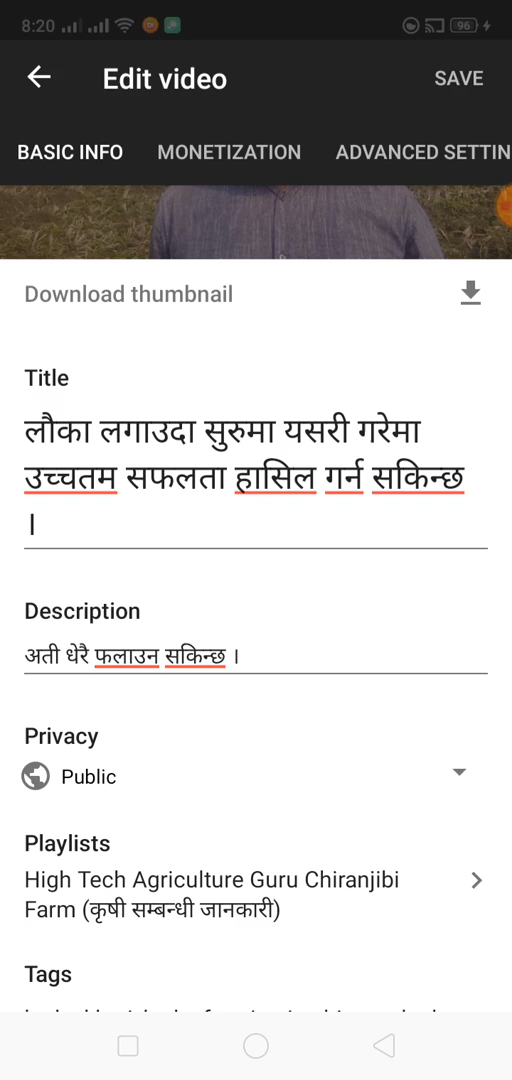 8:20
96
Edit video
SAVE
BASIC INFO
MONETIZATION
ADVANCED SETTIN
Download thumbnail
Title
लौका लगाउदा सुरुमा यसरी गरेमा
उच्चतम सफलता हासिल गर्न सकिन्छ
।
Description
अती धेरै फलाउन सकिन्छ ।
Privacy
Public
Playlists
High Tech Agriculture Guru Chiranjibi
Farm (कृषी सम्बन्धी जानकारी)
Tags